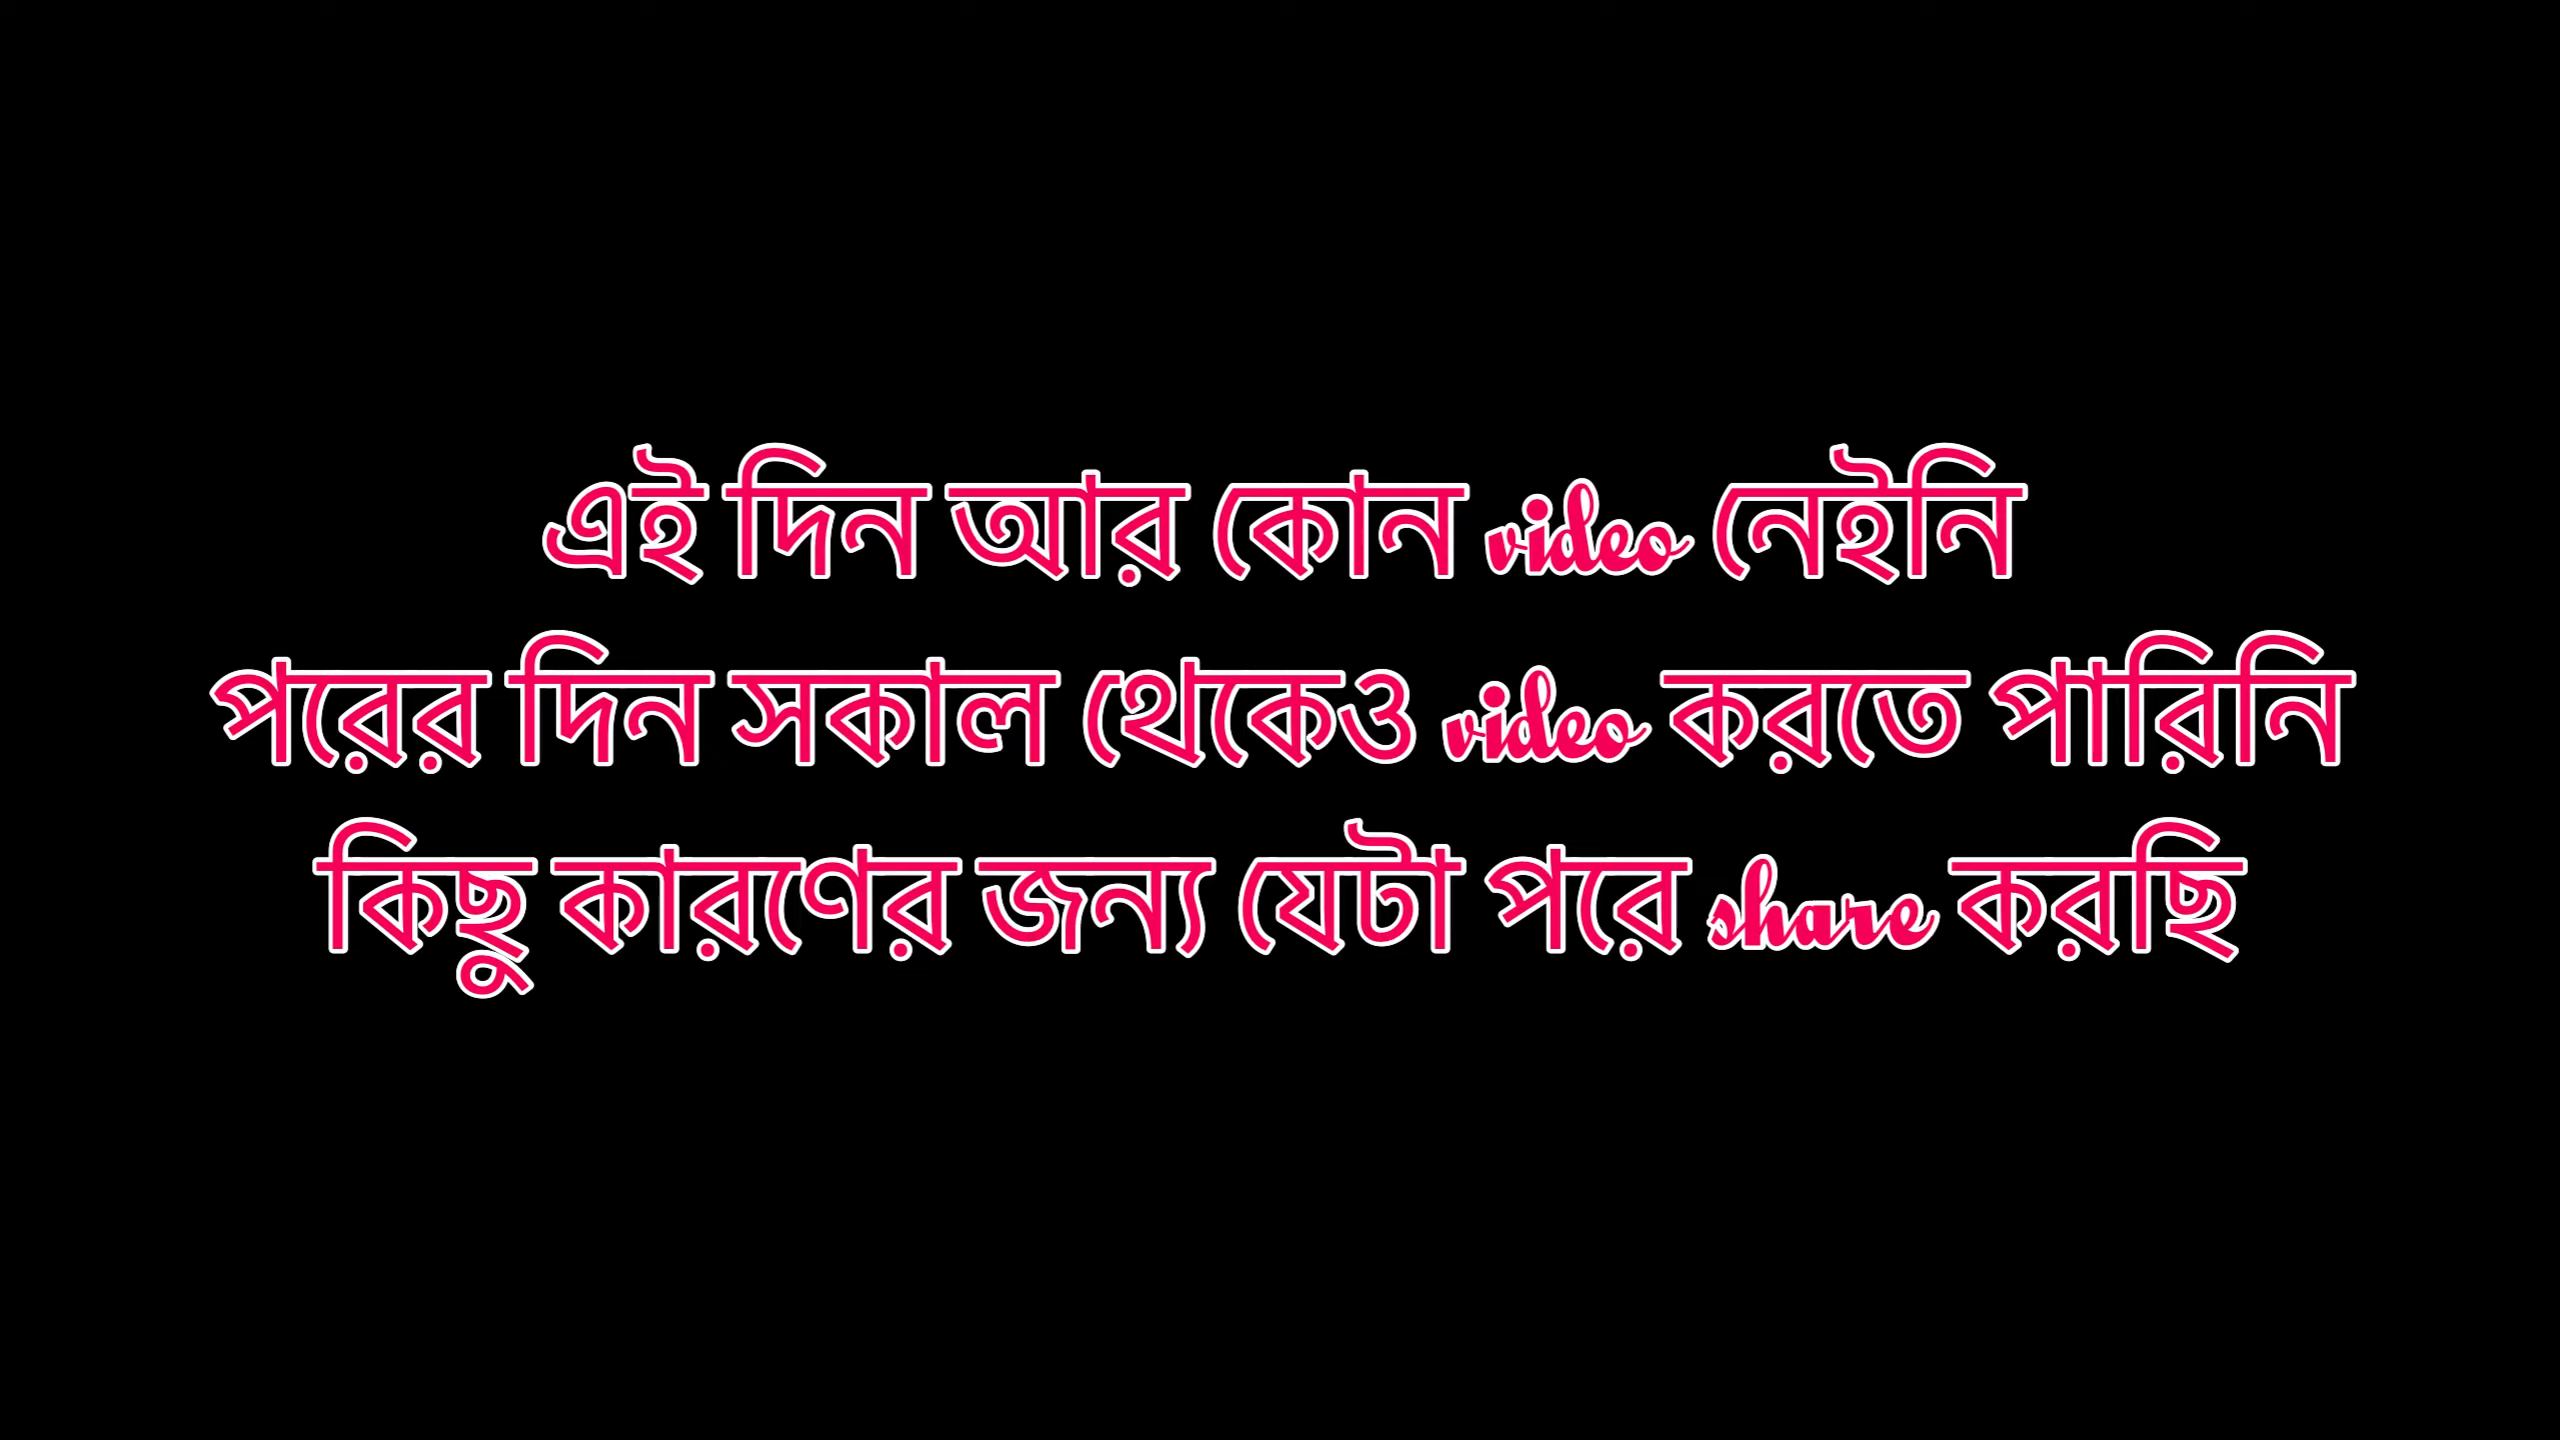 এই দিন আর কোন video নেইনি
পরের দিন সকাল থেকেও video করতে পারিনি
কিছু কারণের জন্য যেটা পরে share করছি